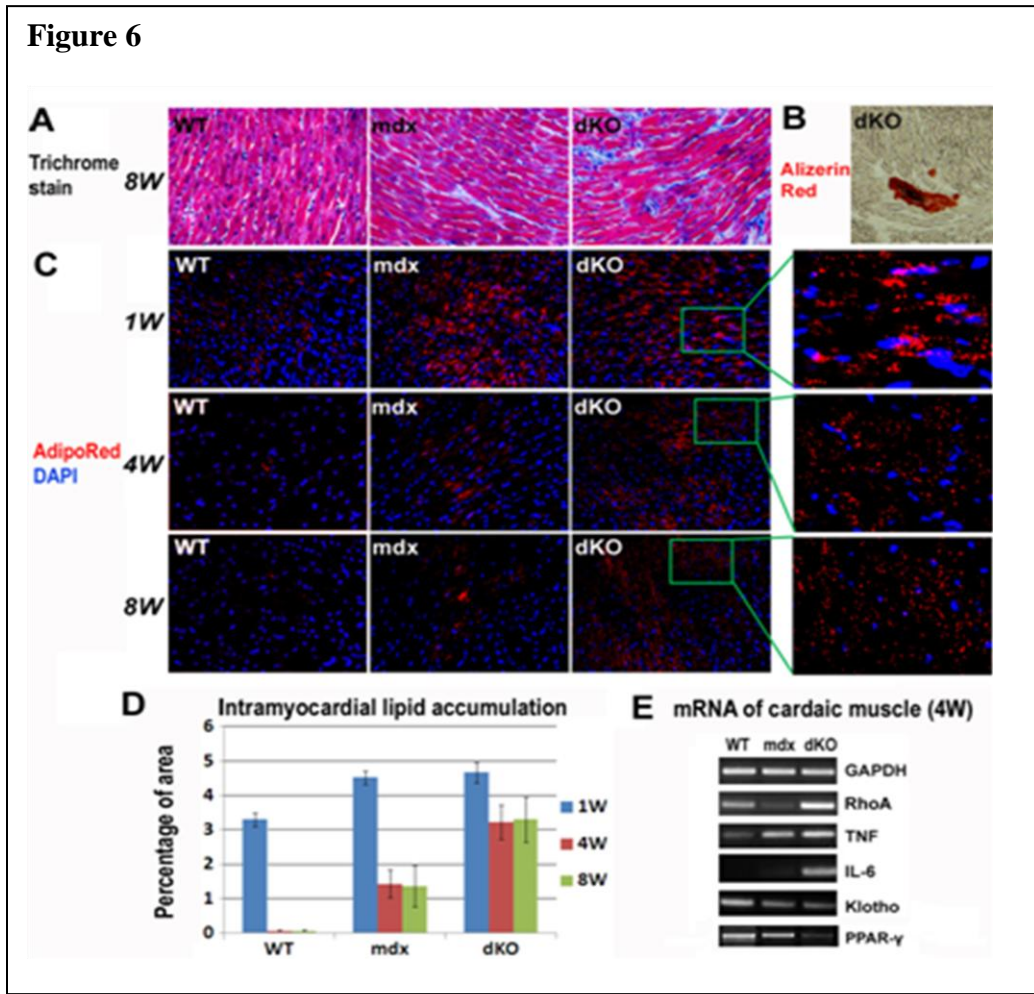 Figure 6
A
Trichrome
stain
8W
WT
mdx
dKO
B
Alizerin
Red
dKO
C
AdipoRed
DAPI
1W
WT
mdx
dKO
4W
WT
mdx
dKO
8W
WT
mdx
dKO
D
Intramyocardial lipid accumulation
Percentage of area
6
5
4
3
2
1
0
WT
mdx
dKO
1W
4W
8W
E
mRNA of cardaic muscle (4W)
WT mdx dKO
GAPDH
RhoA
TNF
IL-6
Klotho
PPAR-γ